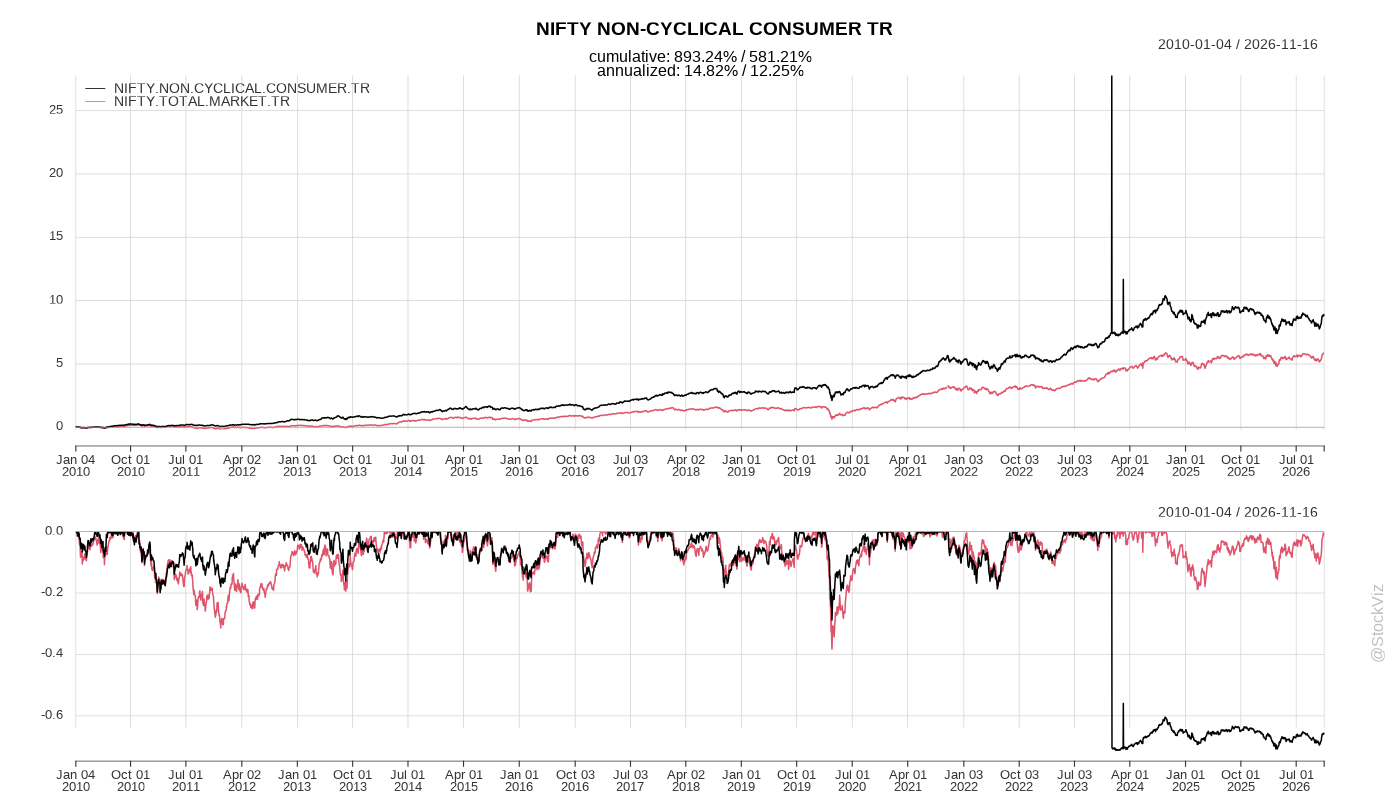 NIFTY NON-CYCLICAL CONSUMER TR
cumulative: 893.24% / 581.21%
annualized: 14.82% / 12.25%
2010-01-04 / 2026-11-16
NIFTY.NON.CYCLICAL.CONSUMER.TR
NIFTY.TOTAL.MARKET.TR
25
20
15
10
5
0
Jan 04 Oct 01 Jul 01 Apr 02 Jan 01 Oct 01 Jul 01 Apr 01 Jan 01 Oct 03 Jul 03 Apr 02 Jan 01 Oct 01 Jul 01 Apr 01 Jan 03 Oct 03 Jul 03 Apr 01 Jan 01 Oct 01 Jul 01
2010 2010 2011 2012 2013 2013 2014 2015 2016 2016 2017 2018 2019 2019 2020 2021 2022 2022 2023 2024 2025 2025 2026
2010-01-04 / 2026-11-16
0.0
-0.2
-0.4
-0.6
Jan 04 Oct 01 Jul 01 Apr 02 Jan 01 Oct 01 Jul 01 Apr 01 Jan 01 Oct 03 Jul 03 Apr 02 Jan 01 Oct 01 Jul 01 Apr 01 Jan 03 Oct 03 Jul 03 Apr 01 Jan 01 Oct 01 Jul 01
2010 2010 2011 2012 2013 2013 2014 2015 2016 2016 2017 2018 2019 2019 2020 2021 2022 2022 2023 2024 2025 2025 2026
@StockViz